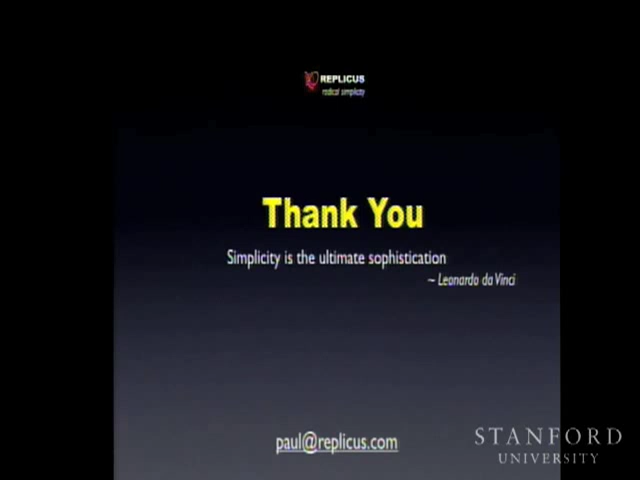 REPLICUS
radical simplicity
Thank You
Simplicity is the ultimate sophistication
~ Leonardo da Vinci
paul@replicus.com
STANFORD
UNIVERSITY